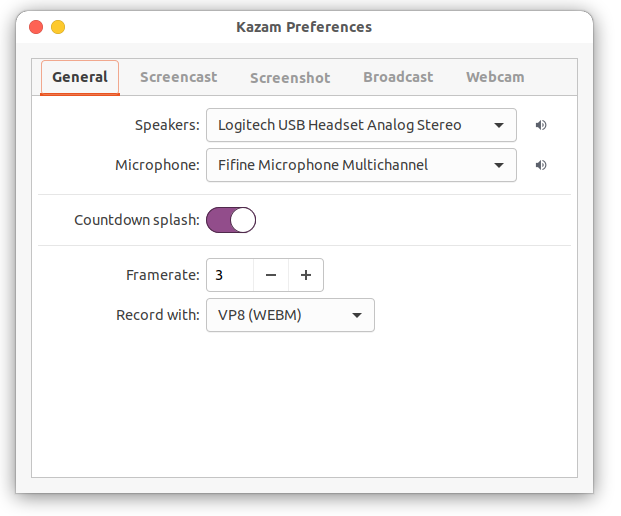 Kazam Preferences
General Screencast Screenshot Broadcast Webcam
Speakers: Logitech USB Headset Analog Stereo
Microphone: Fifine Microphone Multichannel
Countdown splash:
Framerate: 3 − +
Record with: VP8 (WEBM)